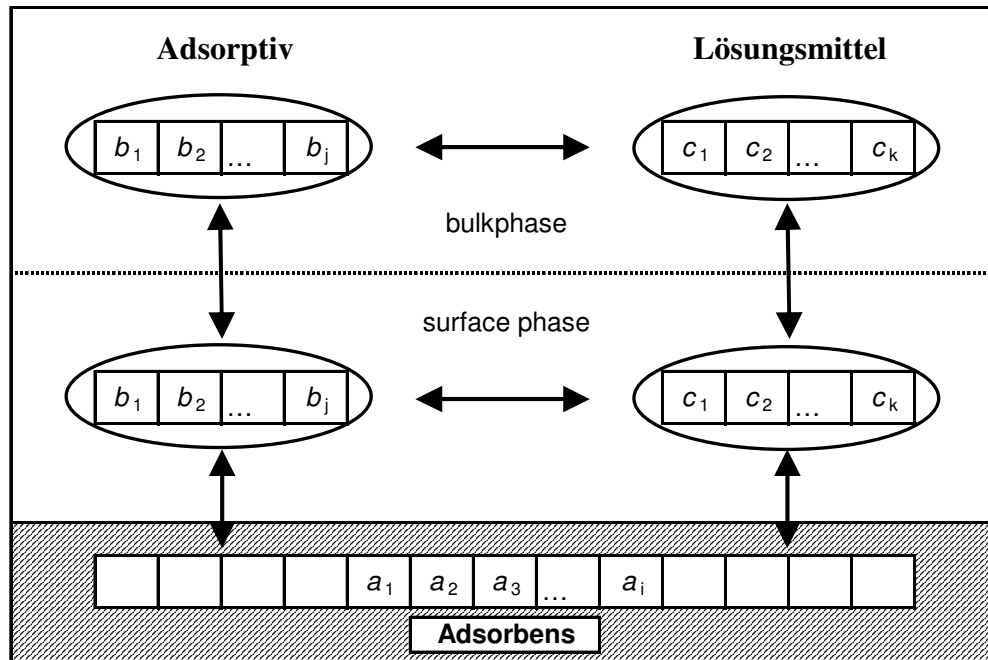 Adsorptiv Lösungsmittel
b1 b2 ... bj c1 c2 ... ck
bulkphase
surface phase
b1 b2 ... bj c1 c2 ... ck
a1 a2 a3 ... ai
Adsorbens